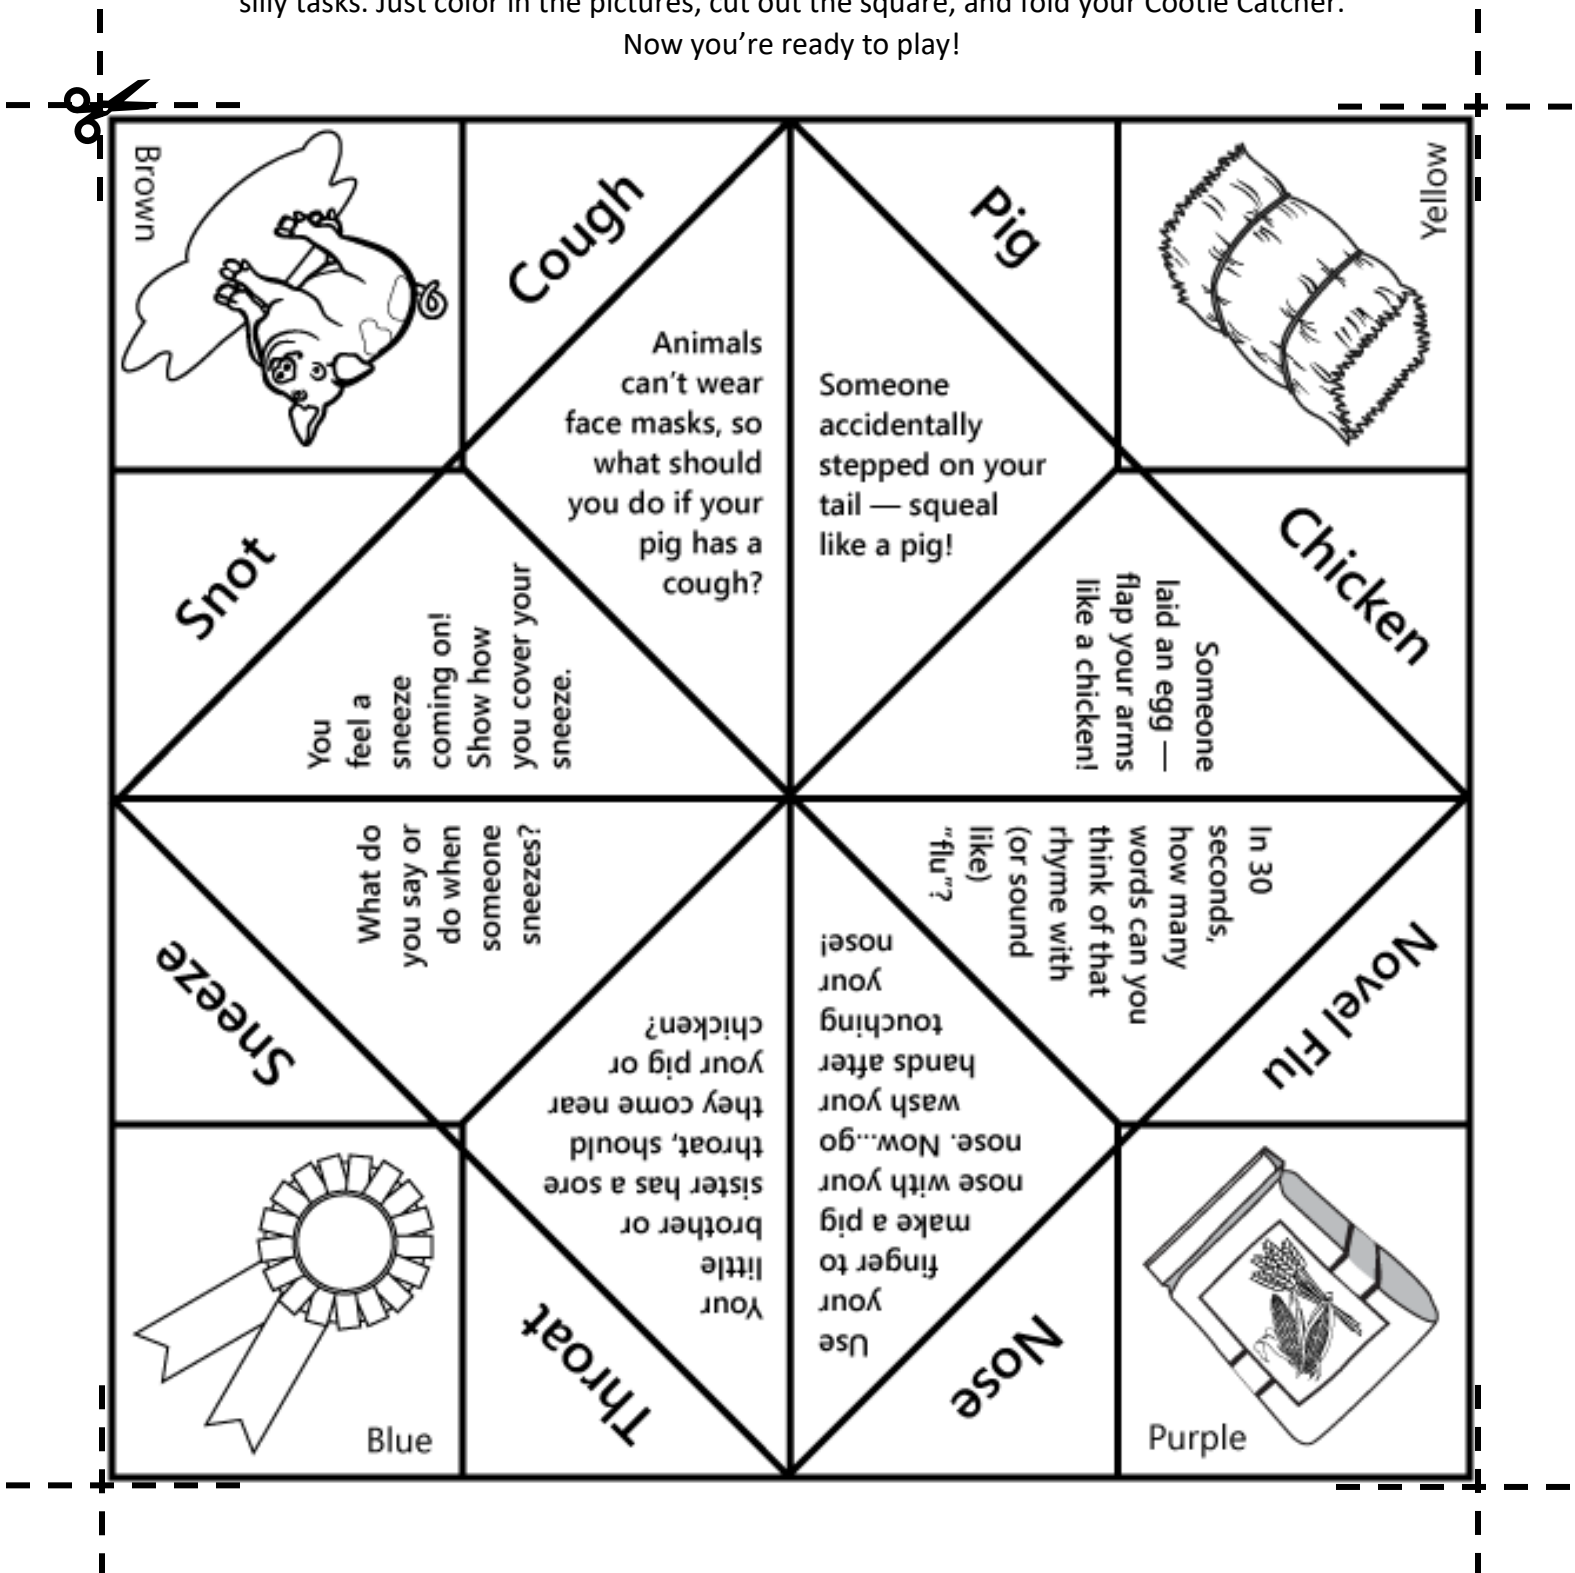 silly tasks. Just color in the pictures, cut out the square, and fold your Cootie Catcher.
Now you’re ready to play!
Brown
Cough
Pig
Yellow
Animals
can’t wear
face masks, so
what should
you do if your
pig has a
cough?
Someone
accidentally
stepped on your
tail — squeal
like a pig!
Snot
You
feel a
sneeze
coming on!
Show how
you cover your
sneeze.
Chicken
Someone
laid an egg —
flap your arms
like a chicken!
Sneeze
What do
you say or
do when
someone
sneezes?
Novel Flu
In 30
seconds,
how many
words can you
think of that
rhyme with
(or sound
like)
“flu”?
Throat
Your
little
brother or
sister has a sore
throat, should
they come near
your pig or
chicken?
Nose
Use
your
finger to
make a pig
nose with your
nose. Now...go
wash your
hands after
touching
your
nose!
Blue
Purple